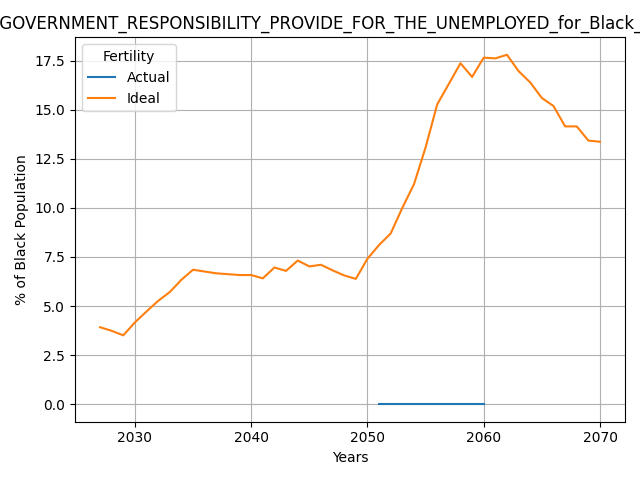 GOVERNMENT_RESPONSIBILITY_PROVIDE_FOR_THE_UNEMPLOYED_for_Black_
Fertility
Actual
Ideal
17.5
15.0
12.5
10.0
7.5
5.0
2.5
0.0
% of Black Population
2030 2040 2050 2060 2070
Years